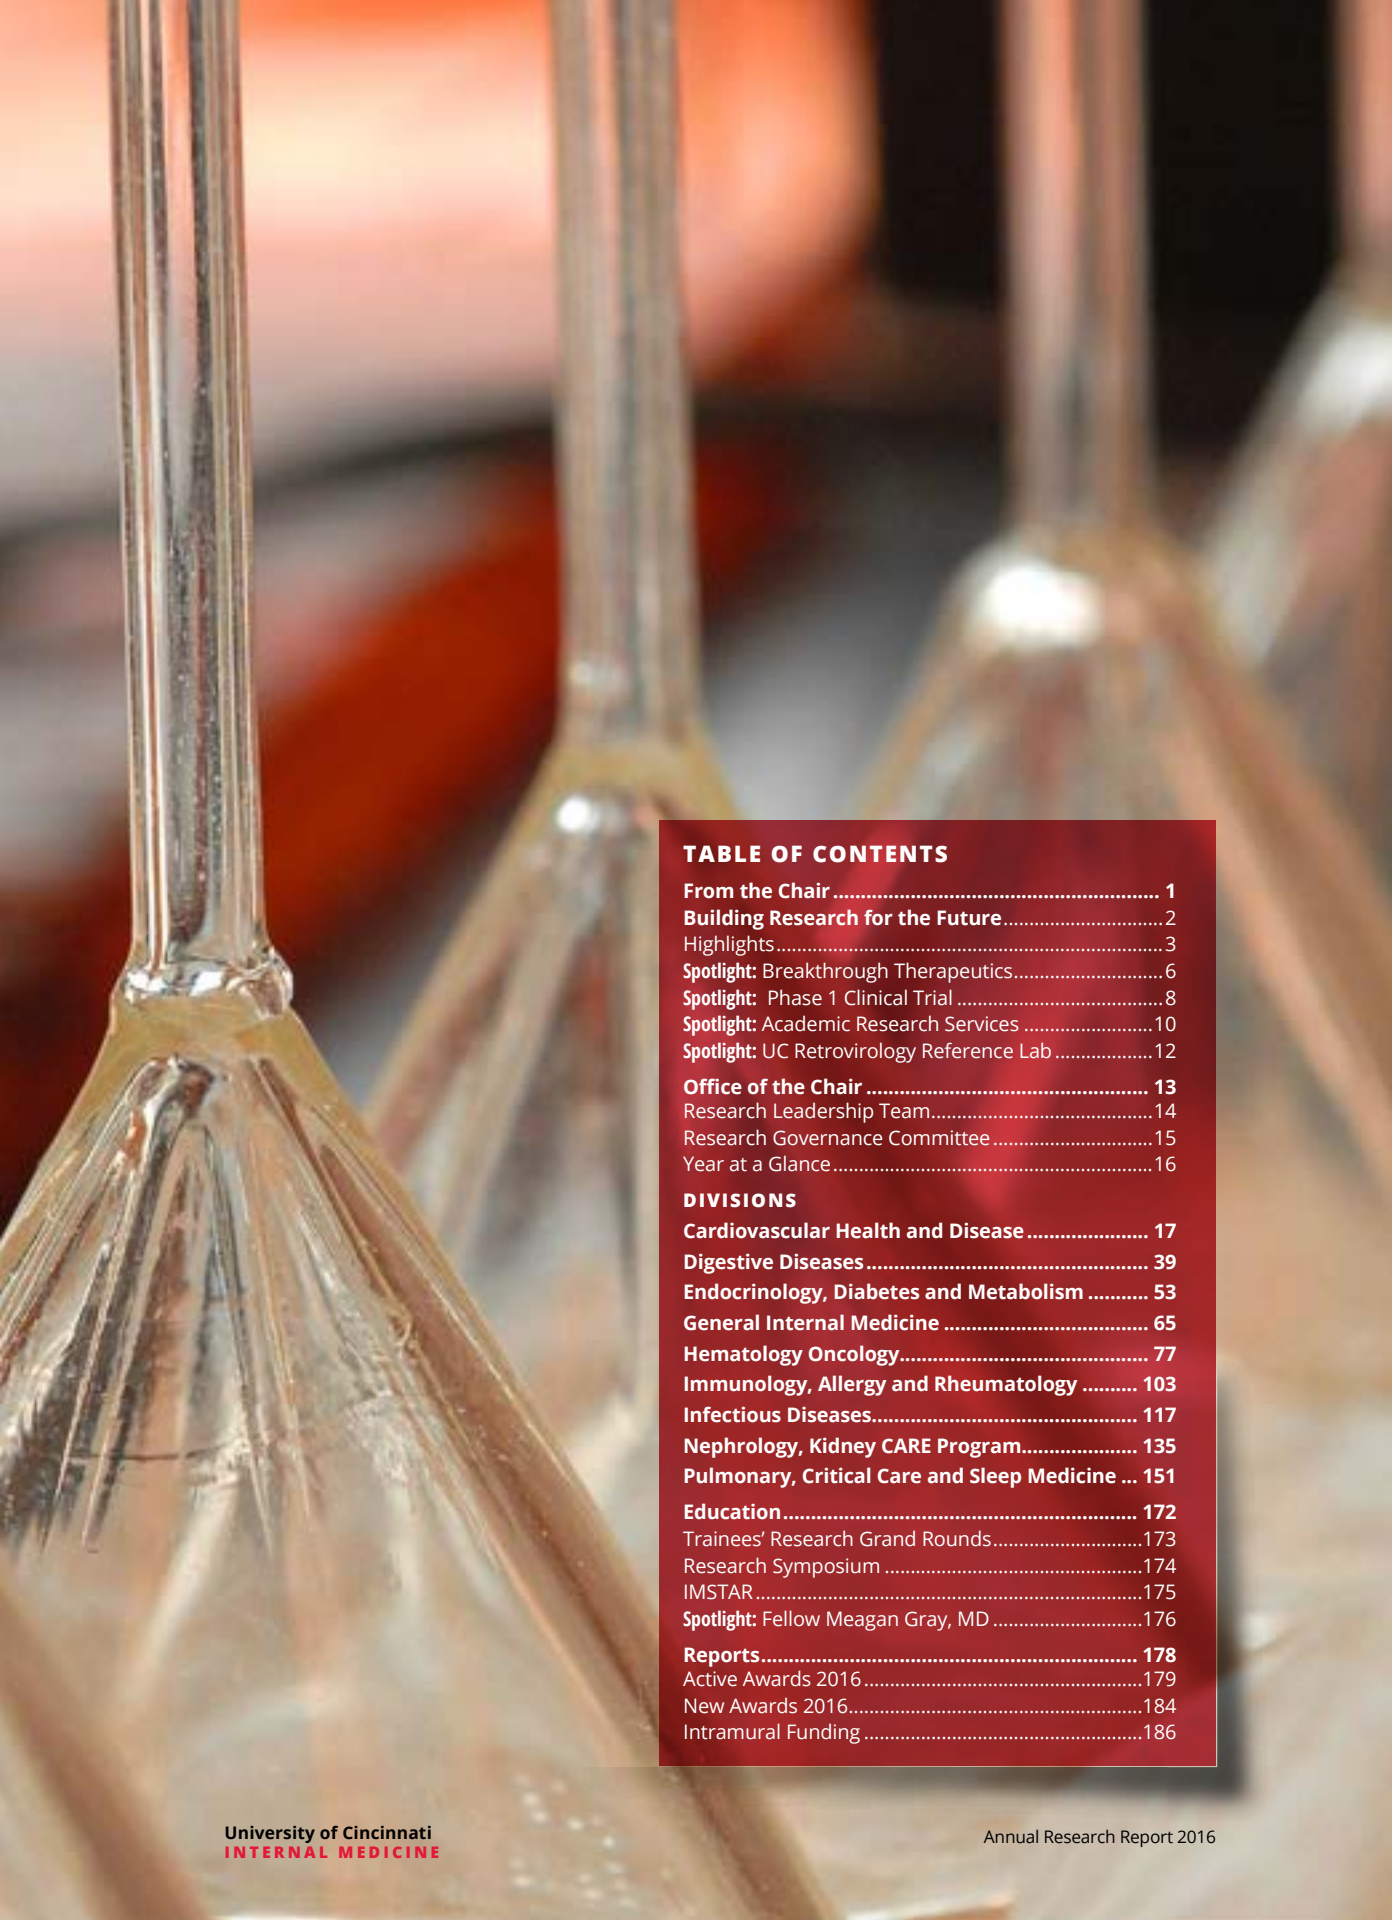 TABLE OF CONTENTS
From the Chair ........................................................... 1
Building Research for the Future...............................2
Highlights...........................................................................3
Spotlight: Breakthrough Therapeutics.............................6
Spotlight: Phase 1 Clinical Trial ........................................8
Spotlight: Academic Research Services .........................10
Spotlight: UC Retrovirology Reference Lab ...................12
Office of the Chair ................................................... 13
Research Leadership Team...........................................14
Research Governance Committee ...............................15
Year at a Glance..............................................................16
DIVISIONS
Cardiovascular Health and Disease...................... 17
Digestive Diseases................................................... 39
Endocrinology, Diabetes and Metabolism ........... 53
General Internal Medicine ..................................... 65
Hematology Oncology............................................. 77
Immunology, Allergy and Rheumatology .......... 103
Infectious Diseases................................................ 117
Nephrology, Kidney CARE Program..................... 135
Pulmonary, Critical Care and Sleep Medicine ... 151
Education................................................................ 172
Trainees’ Research Grand Rounds.............................173
Research Symposium ..................................................174
IMSTAR...........................................................................175
Spotlight: Fellow Meagan Gray, MD .............................176
Reports.................................................................... 178
Active Awards 2016......................................................179
New Awards 2016.........................................................184
Intramural Funding ......................................................186
University of Cincinnati
INTERNAL MEDICINE
Annual Research Report 2016